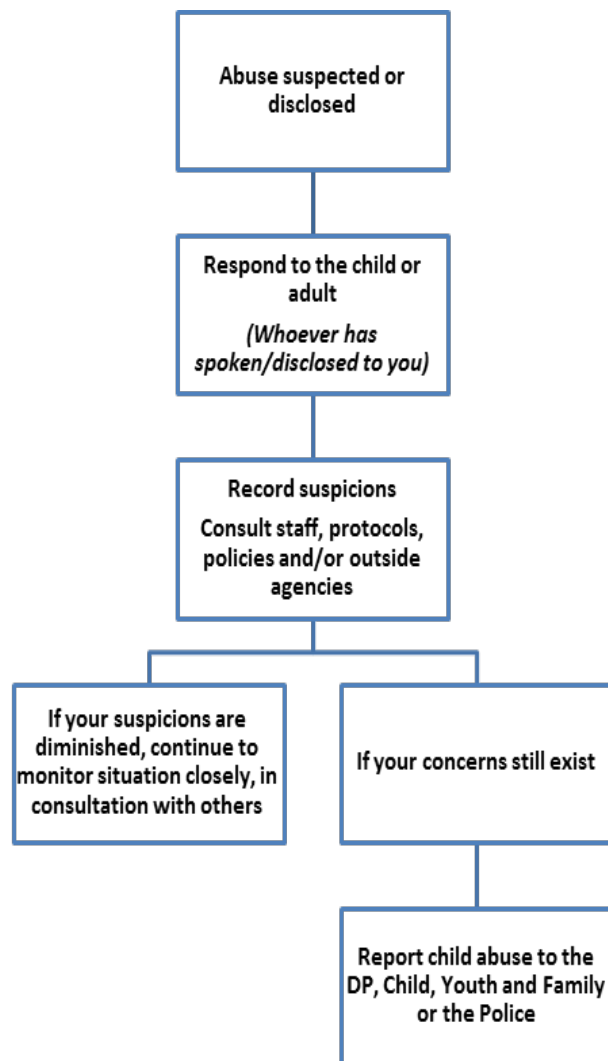 Abuse suspected or
disclosed
Respond to the child or
adult
(Whoever has
spoken/disclosed to you)
Record suspicions
Consult staff, protocols,
policies and/or outside
agencies
If your suspicions are
diminished, continue to
monitor situation closely, in
consultation with others
If your concerns still exist
Report child abuse to the
DP, Child, Youth and Family
or the Police